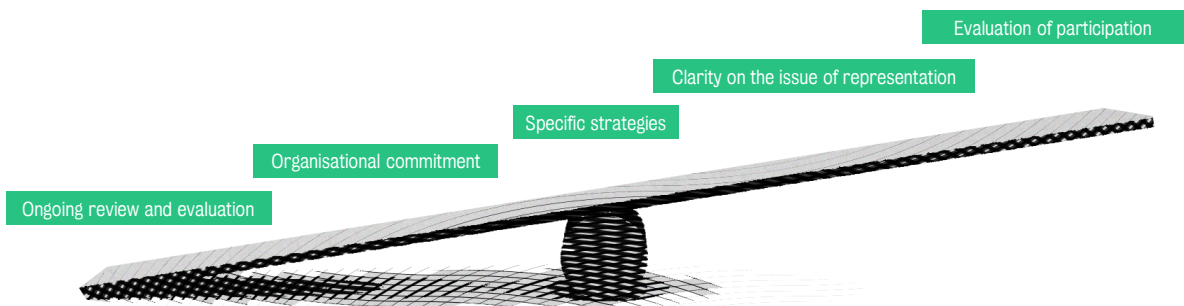 Evaluation of participation
Clarity on the issue of representation
Specific strategies
Organisational commitment
Ongoing review and evaluation